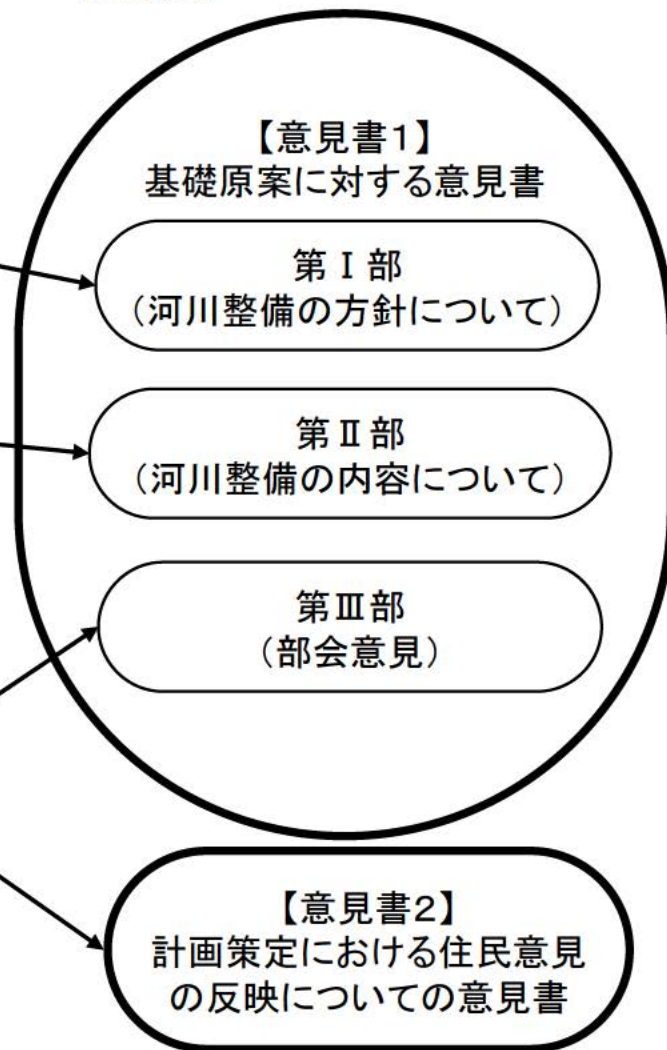 【意見書1】
基礎原案に対する意見書
第Ⅰ部
（河川整備の方針について）
第Ⅱ部
（河川整備の内容について）
第Ⅲ部
（部会意見）
【意見書2】
計画策定における住民意見
の反映についての意見書